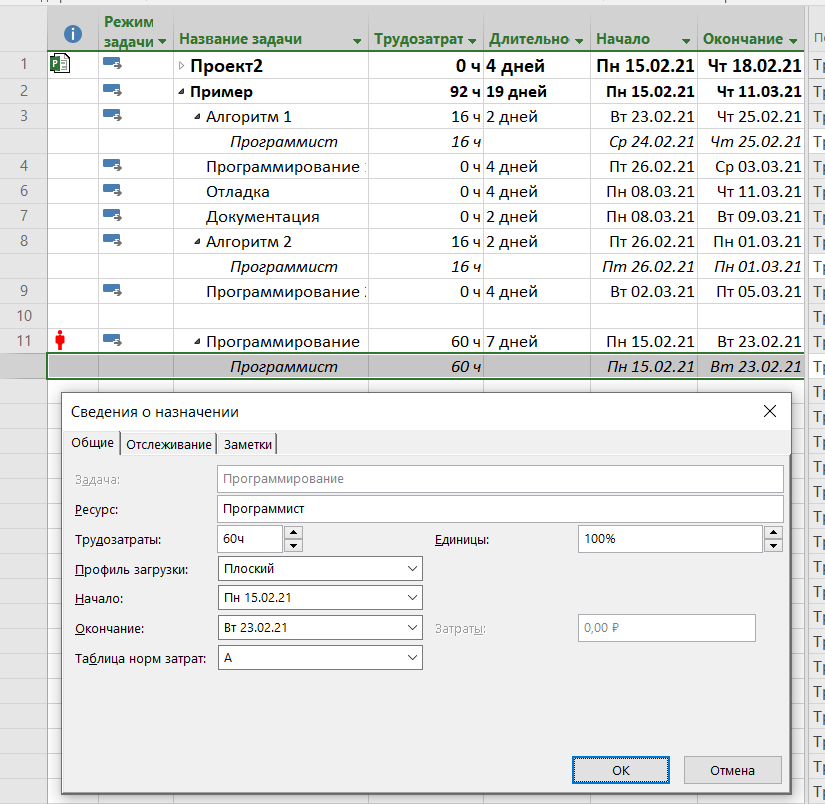 Режим задачи Название задачи Трудозатрат Длительно Начало Окончание
1 Проект2 0 ч 4 дней Пн 15.02.21 Чт 18.02.21
2 Пример 92 ч 19 дней Пн 15.02.21 Чт 11.03.21
3 Алгоритм 1 16 ч 2 дней Вт 23.02.21 Чт 25.02.21
Программист 16 ч Ср 24.02.21 Чт 25.02.21
4 Программирование 0 ч 4 дней Пт 26.02.21 Ср 03.03.21
6 Отладка 0 ч 4 дней Пн 08.03.21 Чт 11.03.21
7 Документация 0 ч 2 дней Пн 08.03.21 Вт 09.03.21
8 Алгоритм 2 16 ч 2 дней Пт 26.02.21 Пн 01.03.21
Программист 16 ч Пт 26.02.21 Пн 01.03.21
9 Программирование 0 ч 4 дней Вт 02.03.21 Пт 05.03.21
10
11 Программирование 60 ч 7 дней Пн 15.02.21 Вт 23.02.21
Программист 60 ч Пн 15.02.21 Вт 23.02.21
Сведения о назначении
Общие Отслеживание Заметки
Задача: Программирование
Ресурс: Программист
Трудозатраты: 60ч Единицы: 100%
Профиль загрузки: Плоский
Начало: Пн 15.02.21
Окончание: Вт 23.02.21 Затраты: 0,00 ₽
Таблица норм затрат: A
ОК Отмена